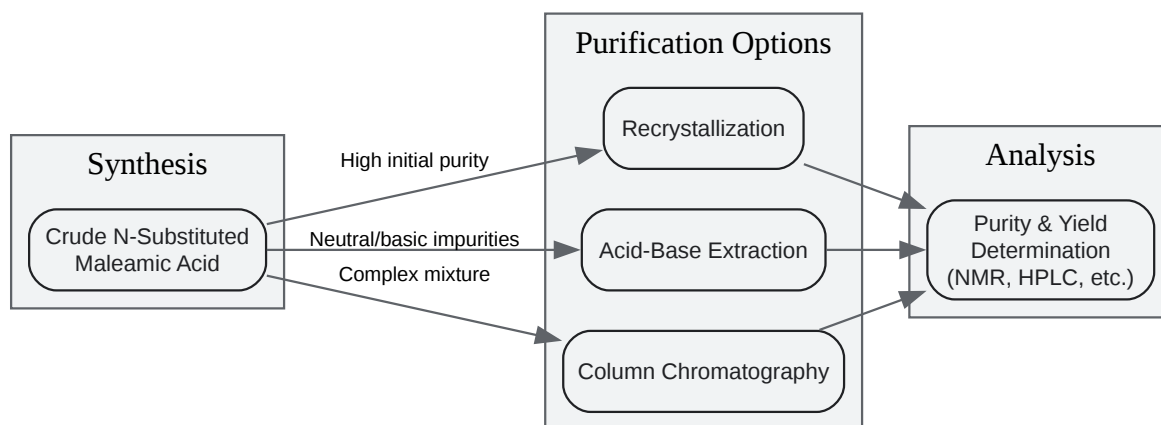 Synthesis
Crude N-Substituted
Maleamic Acid
High initial purity
Neutral/basic impurities
Complex mixture
Purification Options
Recrystallization
Acid-Base Extraction
Column Chromatography
Analysis
Purity & Yield
Determination
(NMR, HPLC, etc.)